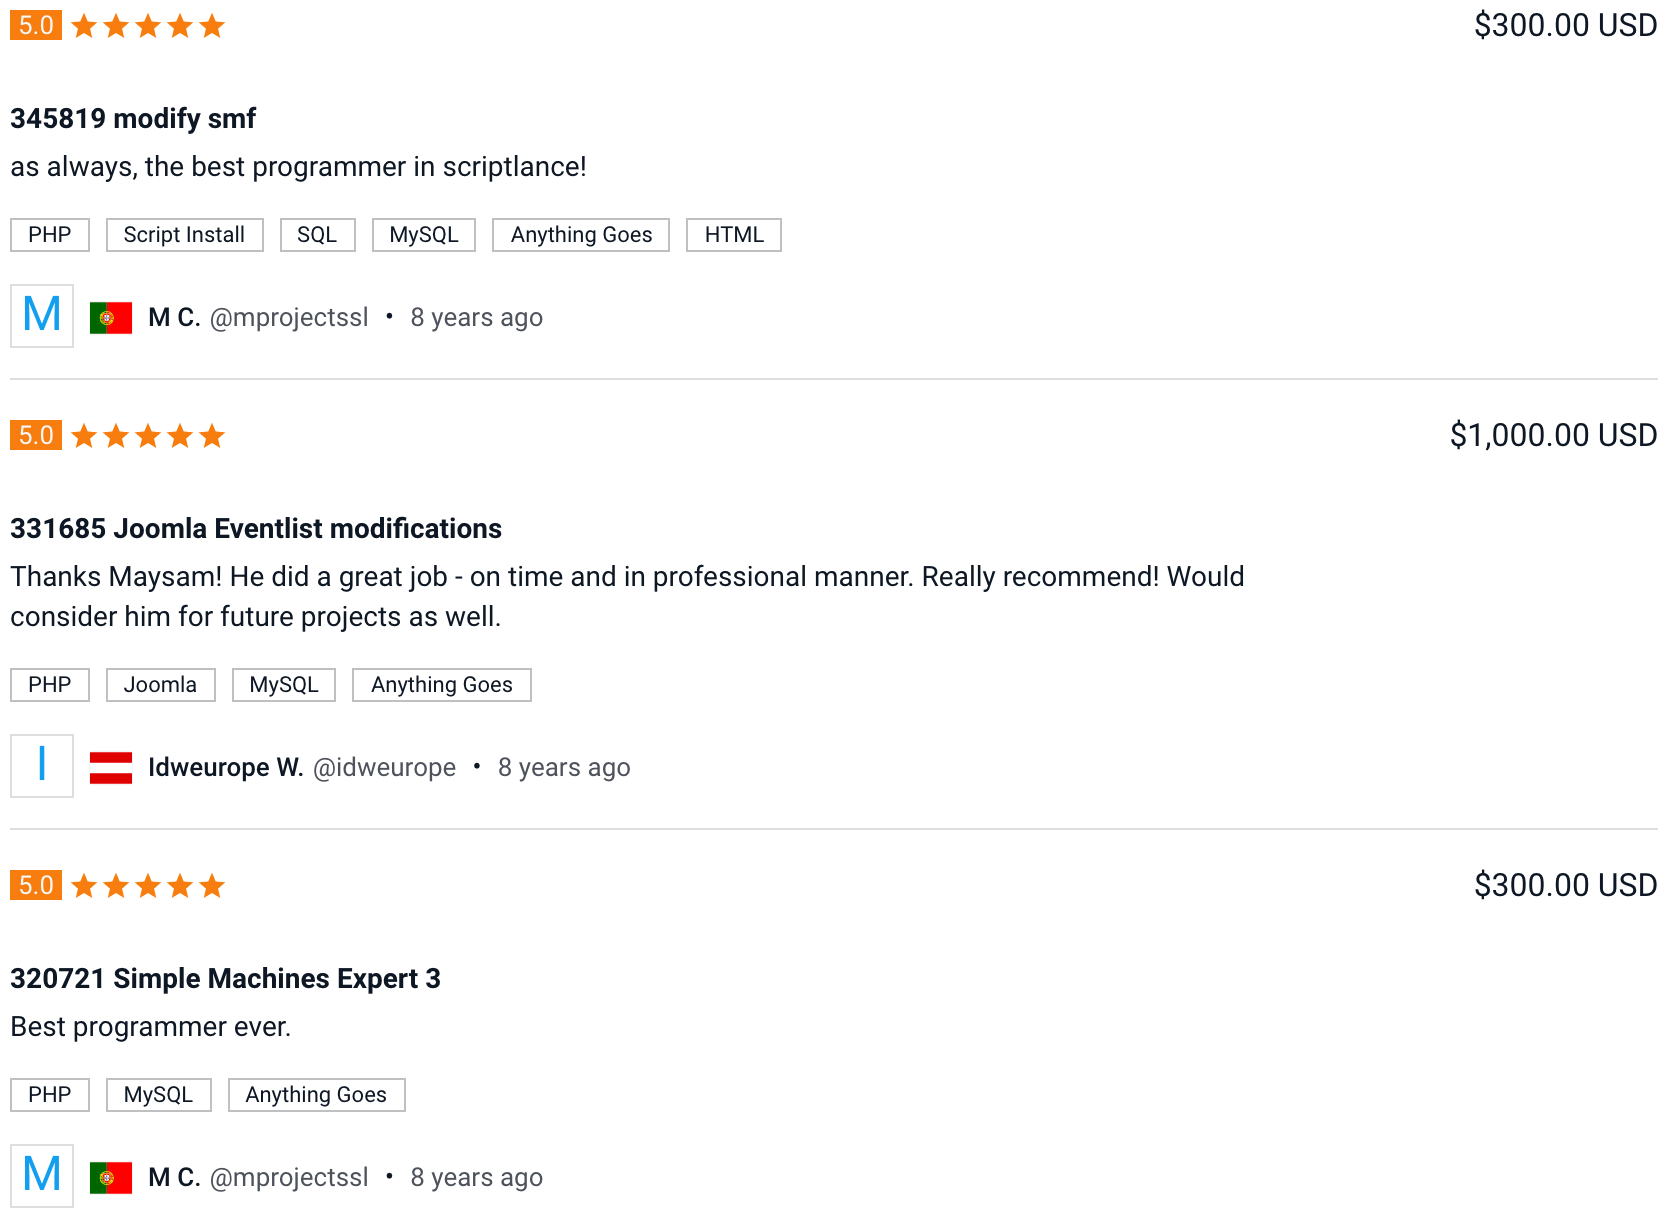 5.0
$300.00 USD
345819 modify smf
as always, the best programmer in scriptlance!
PHP Script Install SQL MySQL Anything Goes HTML
M M C. @mprojectssl • 8 years ago
5.0
$1,000.00 USD
331685 Joomla Eventlist modifications
Thanks Maysam! He did a great job - on time and in professional manner. Really recommend! Would
consider him for future projects as well.
PHP Joomla MySQL Anything Goes
I Idweurope W. @idweurope • 8 years ago
5.0
$300.00 USD
320721 Simple Machines Expert 3
Best programmer ever.
PHP MySQL Anything Goes
M M C. @mprojectssl • 8 years ago